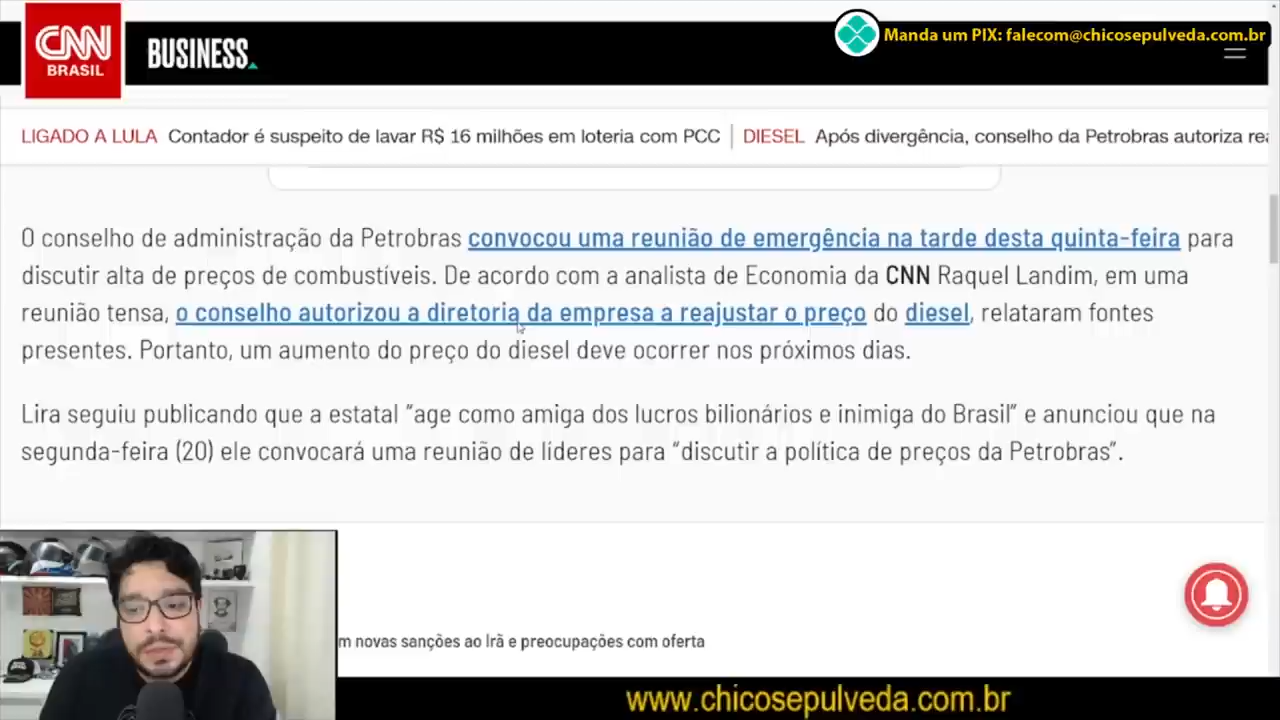 CNN
BRASIL
BUSINESS
Manda um PIX: falecom@chicosepulveda.com.br
LIGADO A LULA Contador é suspeito de lavar R$ 16 milhões em loteria com PCC | DIESEL Após divergência, conselho da Petrobras autoriza rea
O conselho de administração da Petrobras convocou uma reunião de emergência na tarde desta quinta-feira para
discutir alta de preços de combustíveis. De acordo com a analista de Economia da CNN Raquel Landim, em uma
reunião tensa, o conselho autorizou a diretoria da empresa a reajustar o preço do diesel, relataram fontes
presentes. Portanto, um aumento do preço do diesel deve ocorrer nos próximos dias.
Lira seguiu publicando que a estatal “age como amiga dos lucros bilionários e inimiga do Brasil” e anunciou que na
segunda-feira (20) ele convocará uma reunião de líderes para “discutir a política de preços da Petrobras”.
m novas sanções ao Irã e preocupações com oferta
www.chicosepulveda.com.br